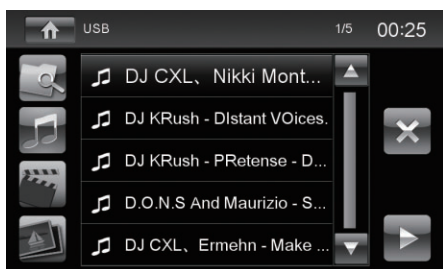 USB 1/5 00:25
DJ CXL、Nikki Mont...
DJ KRush - DIstant VOices.
DJ KRush - PRetense - D...
D.O.N.S And Maurizio - S...
DJ CXL、Ermehn - Make ...